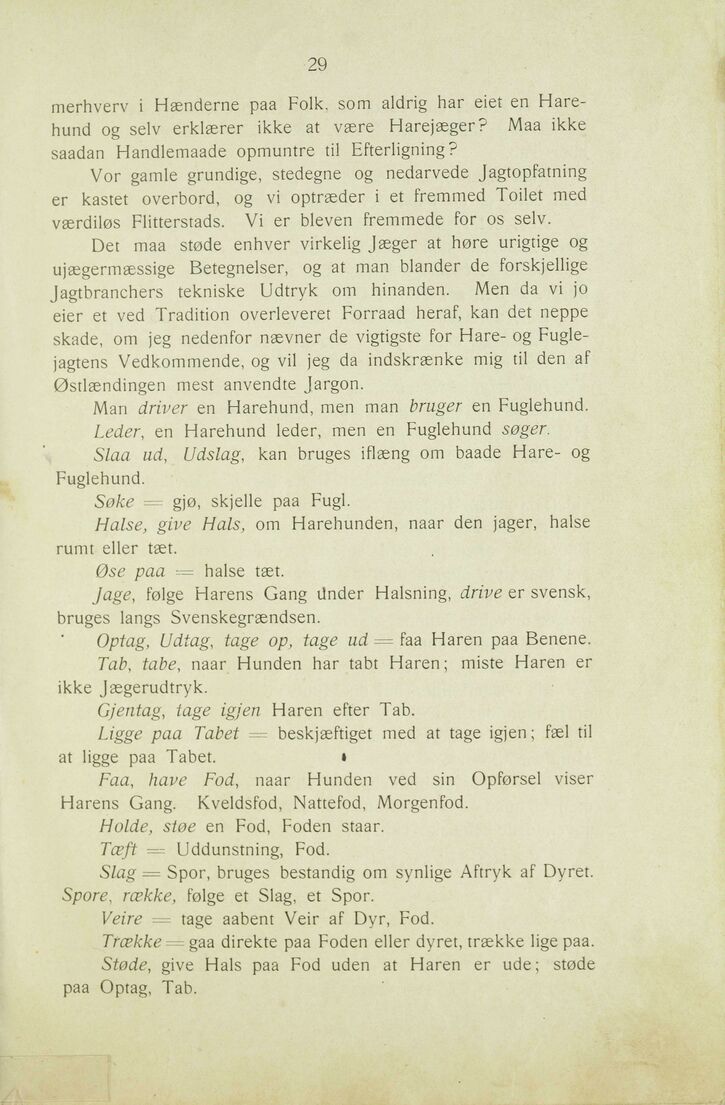 29
merhverv i Hænderne paa Folk, som aldrig har eiet en Hare-
hund og selv erklærer ikke at være Harejæger? Maa ikke
saadan Handlemaade opmuntre til Efterligning?
Vor gamle grundige, stedegne og nedarvede Jagtopfatning
er kastet overbord, og vi optræder i et fremmed Toilet med
værdiløs Flitterstads. Vi er bleven fremmede for os selv.
Det maa støde enhver virkelig Jæger at høre urigtige og
ujægermæssige Betegnelser, og at man blander de forskjellige
Jagtbranchers tekniske Udtryk om hinanden. Men da vi jo
eier et ved Tradition overleveret Forraad heraf, kan det neppe
skade, om jeg nedenfor nævner de vigtigste for Hare- og Fugle-
jagtens Vedkommende, og vil jeg da indskrænke mig til den af
Østlændingen mest anvendte Jargon.
Man driver en Harehund, men man bruger en Fuglehund.
Leder, en Harehund leder, men en Fuglehund søger.
Slaa ud, Udslag, kan bruges iflæng om baade Hare- og
Fuglehund.
Søke = gjø, skjelle paa Fugl.
Halse, give Hals, om Harehunden, naar den jager, halse
rumt eller tæt.
Øse paa = halse tæt.
Jage, følge Harens Gang ûnder Halsning, drive er svensk,
bruges langs Svenskegrændsen.
Optag, Udtag, tage op, tage ud = faa Haren paa Benene.
Tab, tabe, naar Hunden har tabt Haren; miste Haren er
ikke Jægerudtryk.
Gjentag, tage igjen Haren efter Tab.
Ligge paa Tabet = beskjæftiget med at tage igjen; fæl til
at ligge paa Tabet.
Faa, have Fod, naar Hunden ved sin Opførsel viser
Harens Gang. Kveldsfod, Nattefod, Morgenfod.
Holde, støe en Fod, Foden staar.
Tæft = Uddunstning, Fod.
Slag = Spor, bruges bestandig om synlige Aftryk af Dyret.
Spore, række, følge et Slag, et Spor.
Veire = tage aabent Veir af Dyr, Fod.
Trække = gaa direkte paa Foden eller dyret, trække lige paa.
Støde, give Hals paa Fod uden at Haren er ude; støde
paa Optag, Tab.